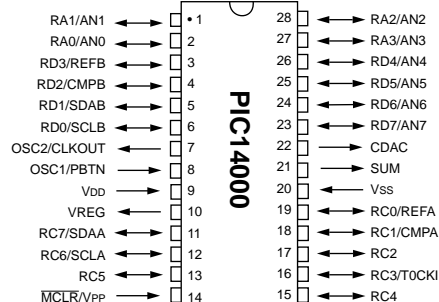 RA1/AN1 • 1 28 RA2/AN2
RA0/AN0 2 27 RA3/AN3
RD3/REFB 3 26 RD4/AN4
RD2/CMPB 4 25 RD5/AN5
RD1/SDAB 5 24 RD6/AN6
RD0/SCLB 6 23 RD7/AN7
OSC2/CLKOUT 7 22 CDAC
OSC1/PBTN 8 21 SUM
VDD 9 20 VSS
VREG 10 19 RC0/REFA
RC7/SDAA 11 18 RC1/CMPA
RC6/SCLA 12 17 RC2
RC5 13 16 RC3/T0CKI
MCLR/VPP 14 15 RC4
PIC14000